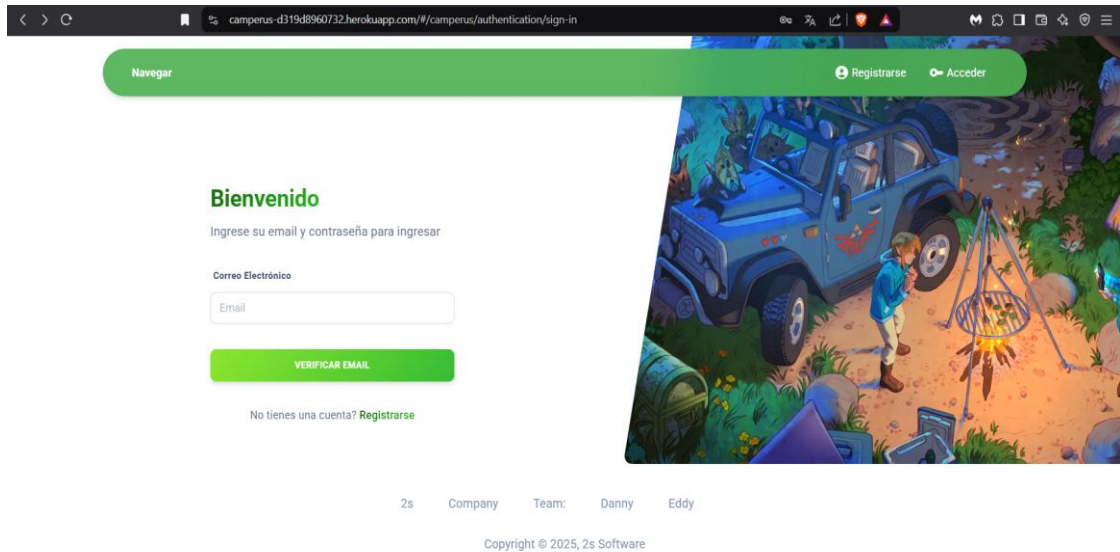 camperus-d319d8960732.herokuapp.com/#/camperus/authentication/sign-in
Navegar Registrarse Acceder
Bienvenido
Ingrese su email y contraseña para ingresar
Correo Electrónico
Email
VERIFICAR EMAIL
No tienes una cuenta? Registrarse
2s Company Team: Danny Eddy
Copyright © 2025, 2s Software